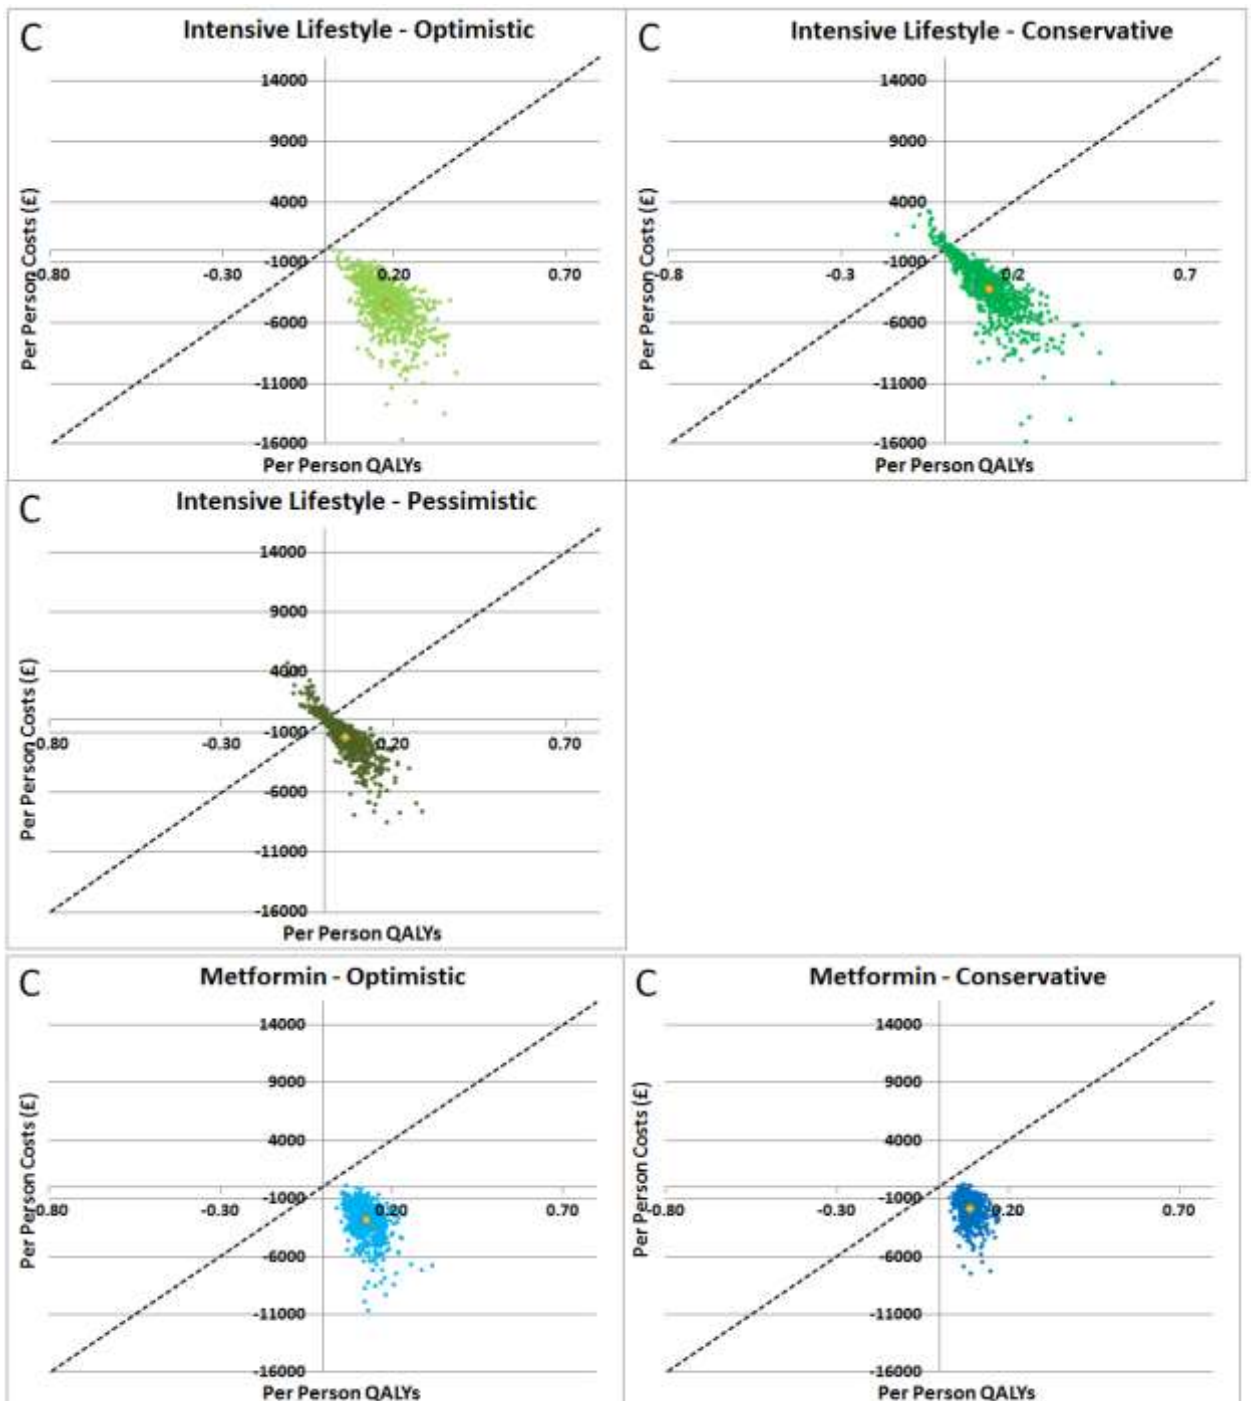 C Intensive Lifestyle - Optimistic
14000
9000
4000
-1000
-0.80 -0.30 0.20 0.70
-6000
-11000
-16000
Per Person Costs (£)
Per Person QALYs
C Intensive Lifestyle - Conservative
14000
9000
4000
-1000
-0.8 -0.3 0.2 0.7
-6000
-11000
-16000
Per Person Costs (£)
Per Person QALYs
C Intensive Lifestyle - Pessimistic
14000
9000
4000
-1000
-0.80 -0.30 0.20 0.70
-6000
-11000
-16000
Per Person Costs (£)
Per Person QALYs
C Metformin - Optimistic
14000
9000
4000
-1000
-0.80 -0.30 0.20 0.70
-6000
-11000
-16000
Per Person Costs (£)
Per Person QALYs
C Metformin - Conservative
14000
9000
4000
-1000
-0.80 -0.30 0.20 0.70
-6000
-11000
-16000
Per Person Costs (£)
Per Person QALYs